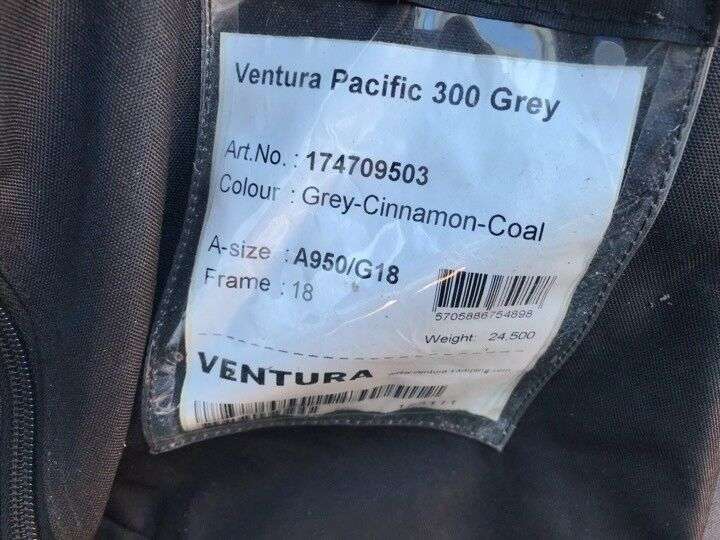 Ventura Pacific 300 Grey
Art.No. : 174709503
Colour : Grey-Cinnamon-Coal
A-size : A950/G18
Frame : 18
5705886754898
Weight: 24,500
VENTURA